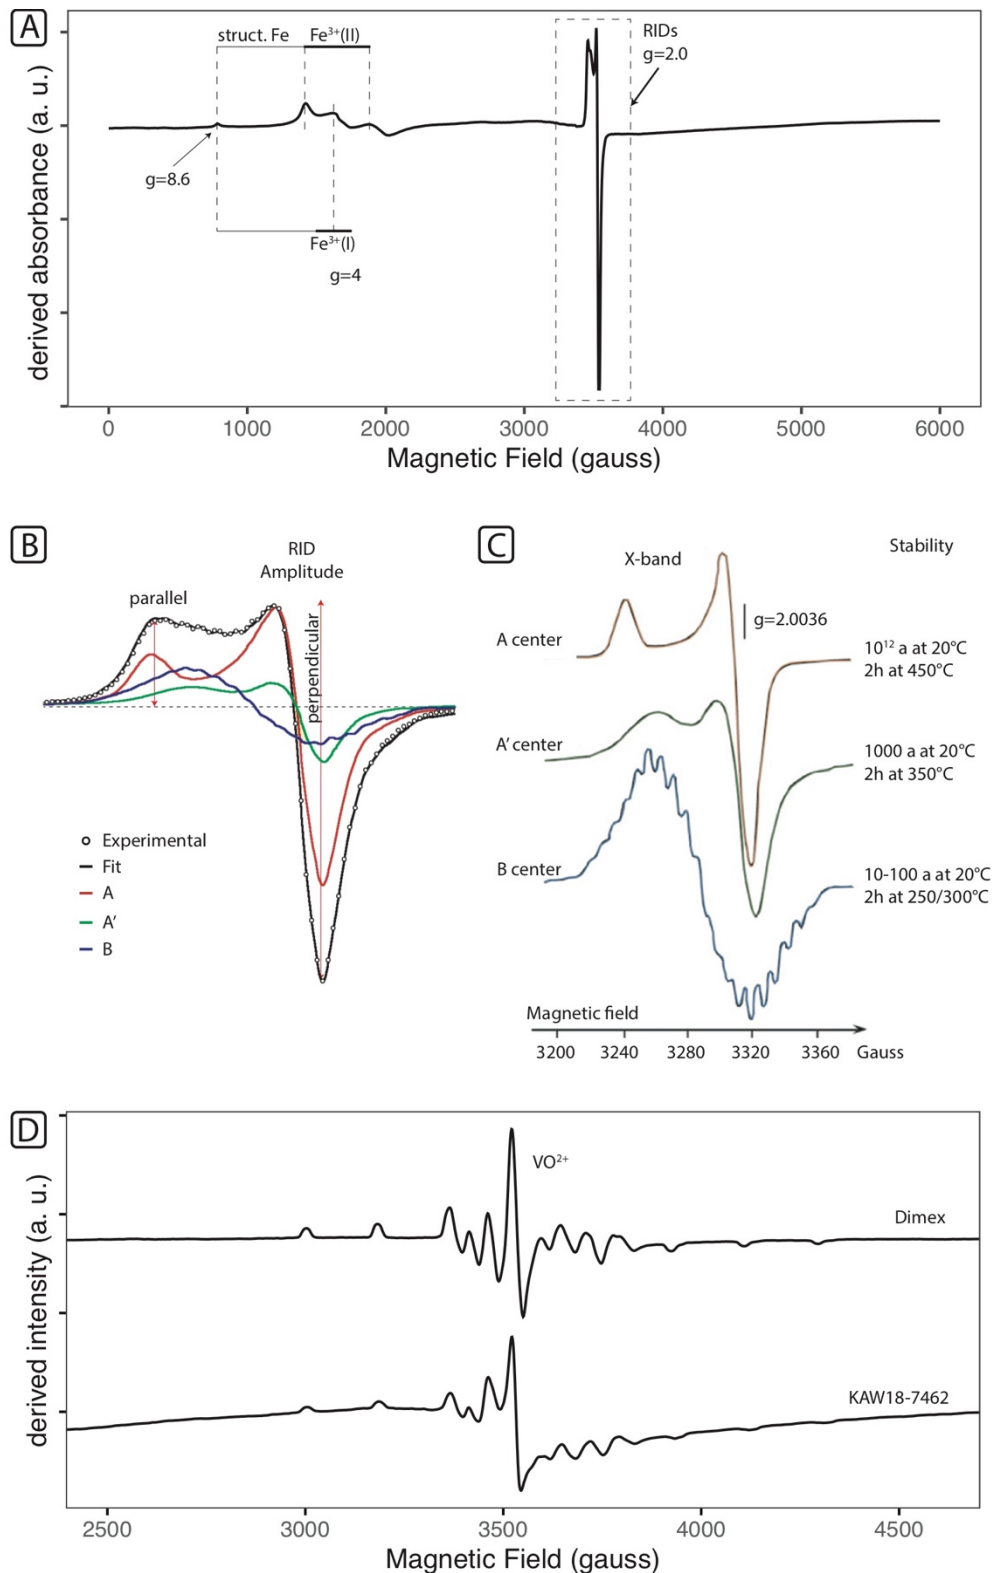 A
struct. Fe
Fe³⁺(II)
RIDs
g=2.0
g=8.6
Fe³⁺(I)
g=4
derived absorbance (a. u.)
0 1000 2000 3000 4000 5000 6000
Magnetic Field (gauss)
B
RID
Amplitude
parallel
perpendicular
Experimental
Fit
A
A'
B
C
X-band
Stability
g=2.0036
A center
10¹² a at 20°C
2h at 450°C
A' center
1000 a at 20°C
2h at 350°C
B center
10-100 a at 20°C
2h at 250/300°C
Magnetic field
3200 3240 3280 3320 3360 Gauss
D
VO²⁺
Dimex
KAW18-7462
derived intensity (a. u.)
2500 3000 3500 4000 4500
Magnetic Field (gauss)